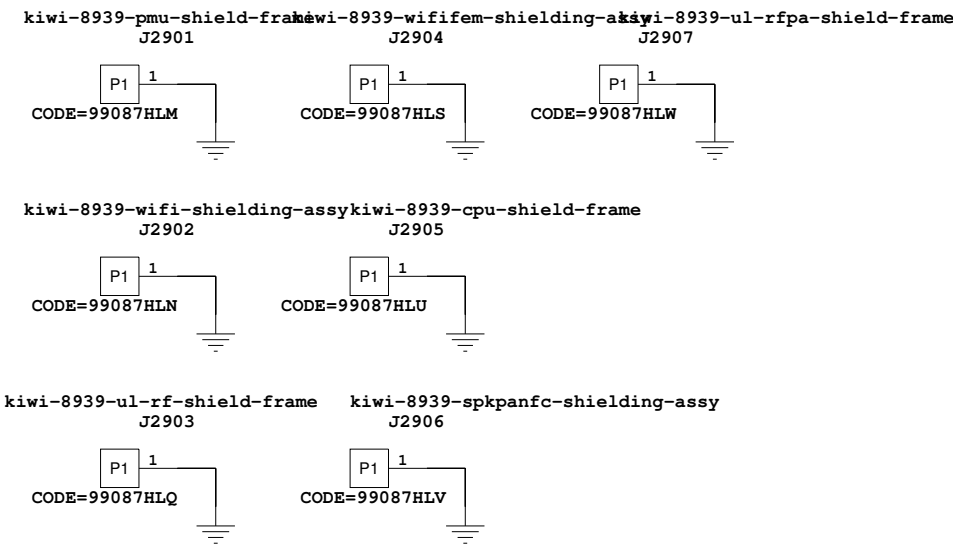 kiwi-8939-pmu-shield-frame
J2901
P1 1
CODE=99087HLM
kiwi-8939-wififem-shielding-assy
J2904
P1 1
CODE=99087HLS
kiwi-8939-ul-rfpa-shield-frame
J2907
P1 1
CODE=99087HLW
kiwi-8939-wifi-shielding-assy
J2902
P1 1
CODE=99087HLN
kiwi-8939-cpu-shield-frame
J2905
P1 1
CODE=99087HLU
kiwi-8939-ul-rf-shield-frame
J2903
P1 1
CODE=99087HLQ
kiwi-8939-spkpanfc-shielding-assy
J2906
P1 1
CODE=99087HLV